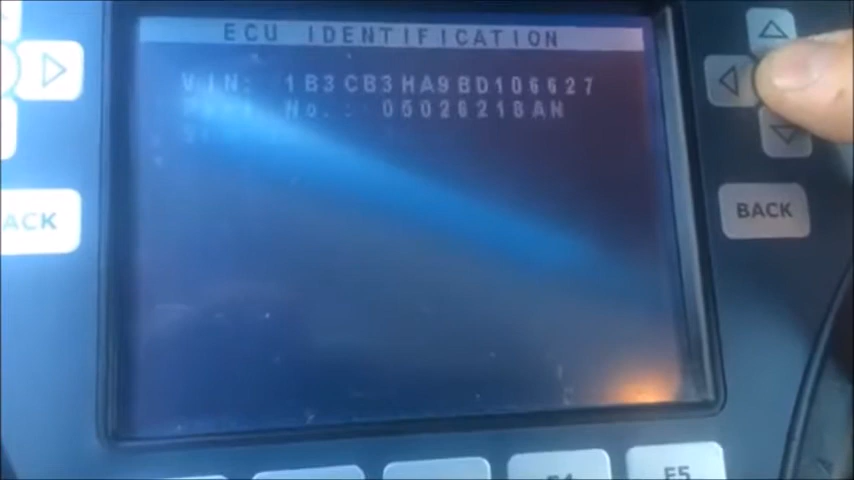 ECU IDENTIFICATION
VIN: 1B3CB3HA9BD106627
No.: 05026218AN
ACK
BACK
F5